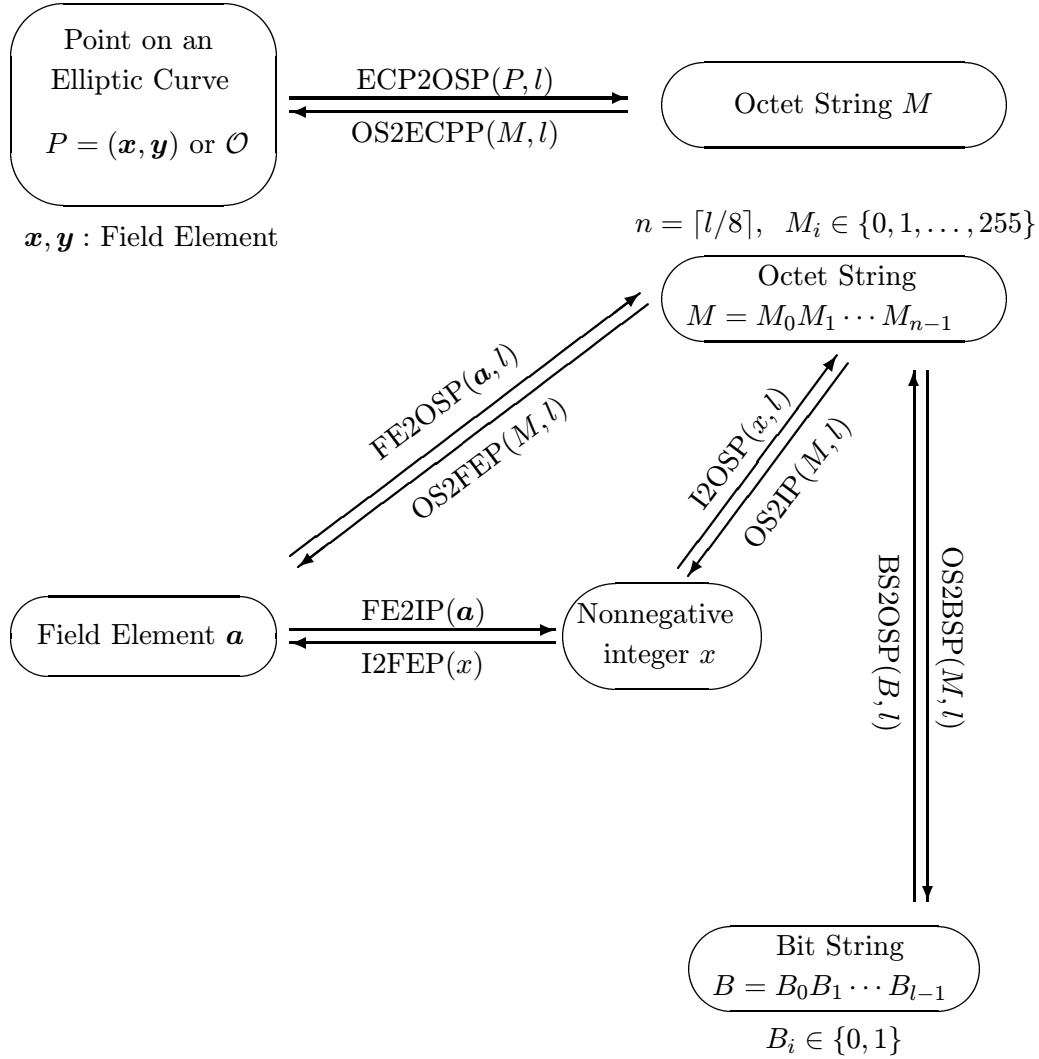 Point on an
Elliptic Curve
P = (x, y) or 𝒪
x, y : Field Element
ECP2OSP(P, l)
OS2ECPP(M, l)
Octet String M
n = ⌈l/8⌉, M_i ∈ {0, 1, . . . , 255}
Octet String
M = M_0M_1 · · · M_{n−1}
FE2OSP(a, l)
OS2FEP(M, l)
I2OSP(x, l)
OS2IP(M, l)
BS2OSP(B, l)
OS2BSP(M, l)
Field Element a
FE2IP(a)
I2FEP(x)
Nonnegative
integer x
Bit String
B = B_0B_1 · · · B_{l−1}
B_i ∈ {0, 1}